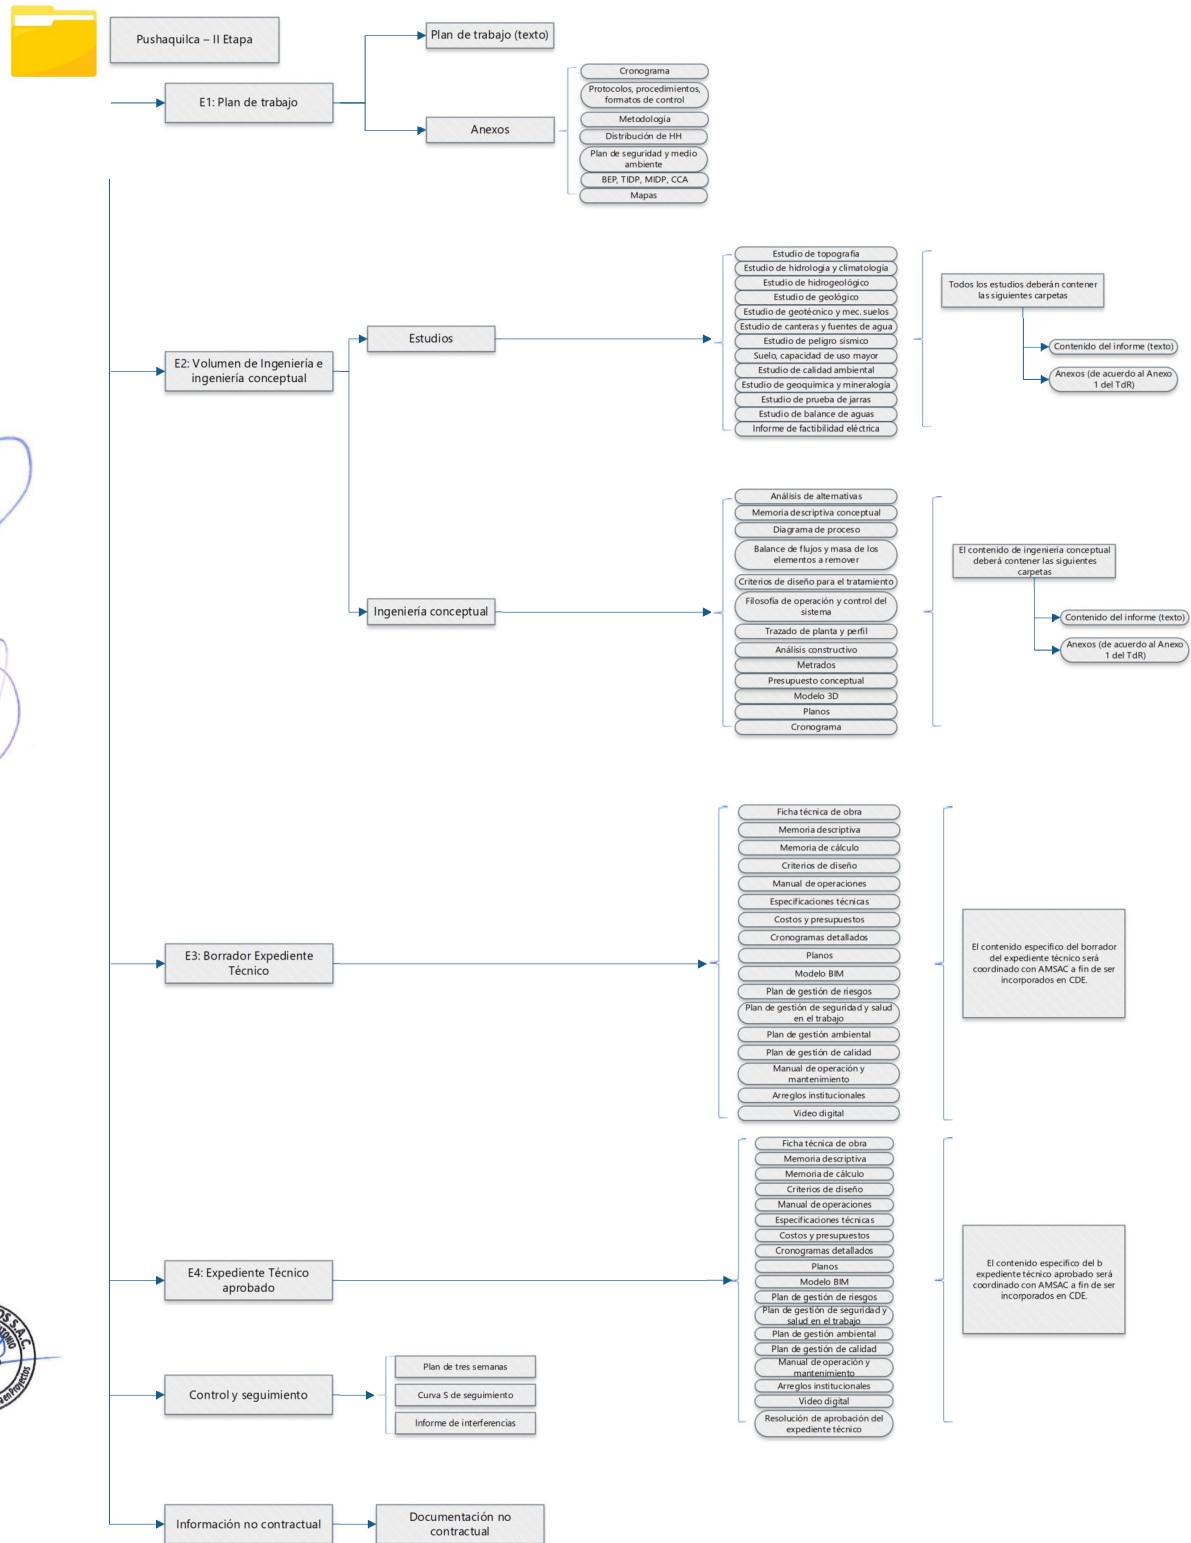 Pushaquilca – II Etapa
Plan de trabajo (texto)
E1: Plan de trabajo
Anexos
Cronograma
Protocolos, procedimientos,
formatos de control
Metodología
Distribución de HH
Plan de seguridad y medio
ambiente
BEP, TIDP, MIDP, CCA
Mapas
E2: Volumen de Ingeniería e
ingeniería conceptual
Estudios
Estudio de topografía
Estudio de hidrología y climatología
Estudio de hidrogeológico
Estudio de geológico
Estudio de geotécnico y mec. suelos
Estudio de canteras y fuentes de agua
Estudio de peligro sísmico
Suelo, capacidad de uso mayor
Estudio de calidad ambiental
Estudio de geoquímica y mineralogía
Estudio de prueba de jarras
Estudio de balance de aguas
Informe de factibilidad eléctrica
Todos los estudios deberán contener
las siguientes carpetas
Contenido del informe (texto)
Anexos (de acuerdo al Anexo
1 del TdR)
Ingeniería conceptual
Análisis de alternativas
Memoria descriptiva conceptual
Diagrama de proceso
Balance de flujos y masa de los
elementos a remover
Criterios de diseño para el tratamiento
Filosofía de operación y control del
sistema
Trazado de planta y perfil
Análisis constructivo
Metrados
Presupuesto conceptual
Modelo 3D
Planos
Cronograma
El contenido de ingeniería conceptual
deberá contener las siguientes
carpetas
Contenido del informe (texto)
Anexos (de acuerdo al Anexo
1 del TdR)
E3: Borrador Expediente
Técnico
Ficha técnica de obra
Memoria descriptiva
Memoria de cálculo
Criterios de diseño
Manual de operaciones
Especificaciones técnicas
Costos y presupuestos
Cronogramas detallados
Planos
Modelo BIM
Plan de gestión de riesgos
Plan de gestión de seguridad y salud
en el trabajo
Plan de gestión ambiental
Plan de gestión de calidad
Manual de operación y
mantenimiento
Arreglos institucionales
Video digital
El contenido específico del borrador
del expediente técnico será
coordinado con AMSAC a fin de ser
incorporados en CDE.
E4: Expediente Técnico
aprobado
Ficha técnica de obra
Memoria descriptiva
Memoria de cálculo
Criterios de diseño
Manual de operaciones
Especificaciones técnicas
Costos y presupuestos
Cronogramas detallados
Planos
Modelo BIM
Plan de gestión de riesgos
Plan de gestión de seguridad y
salud en el trabajo
Plan de gestión ambiental
Plan de gestión de calidad
Manual de operación y
mantenimiento
Arreglos institucionales
Video digital
Resolución de aprobación del
expediente técnico
El contenido específico del b
expediente técnico aprobado será
coordinado con AMSAC a fin de ser
incorporados en CDE.
Control y seguimiento
Plan de tres semanas
Curva S de seguimiento
Informe de interferencias
Información no contractual
Documentación no
contractual
S.A.C.